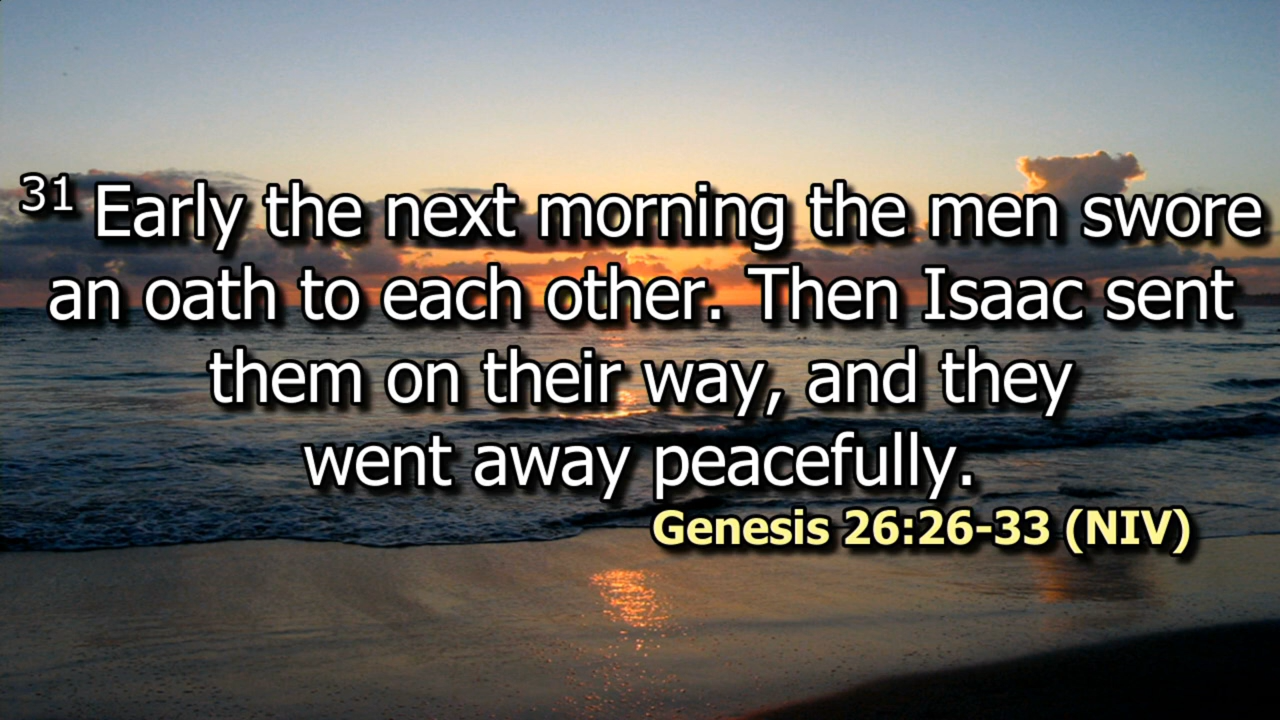 31 Early the next morning the men swore
an oath to each other. Then Isaac sent
them on their way, and they
went away peacefully.
Genesis 26:26-33 (NIV)